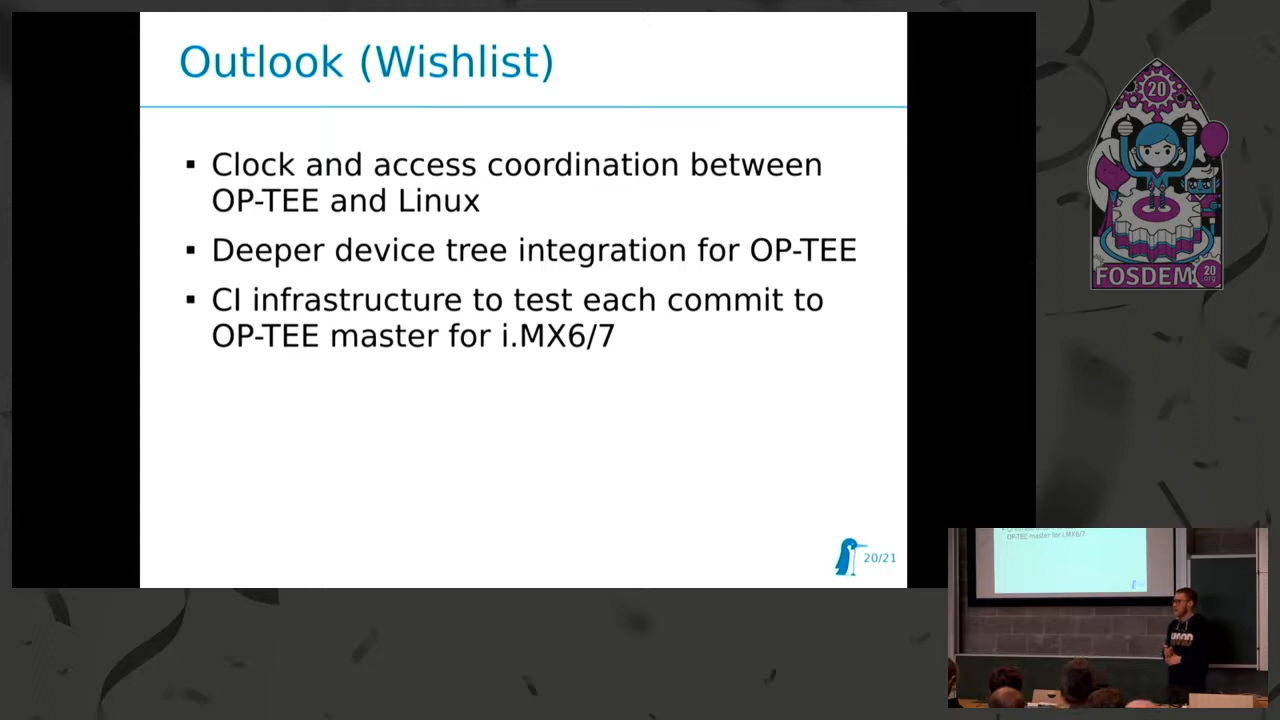 Outlook (Wishlist)
▪ Clock and access coordination between
OP-TEE and Linux
▪ Deeper device tree integration for OP-TEE
▪ CI infrastructure to test each commit to
OP-TEE master for i.MX6/7
20/21
20
FOSDEM
20
.org
OP-TEE master for i.MX6/7